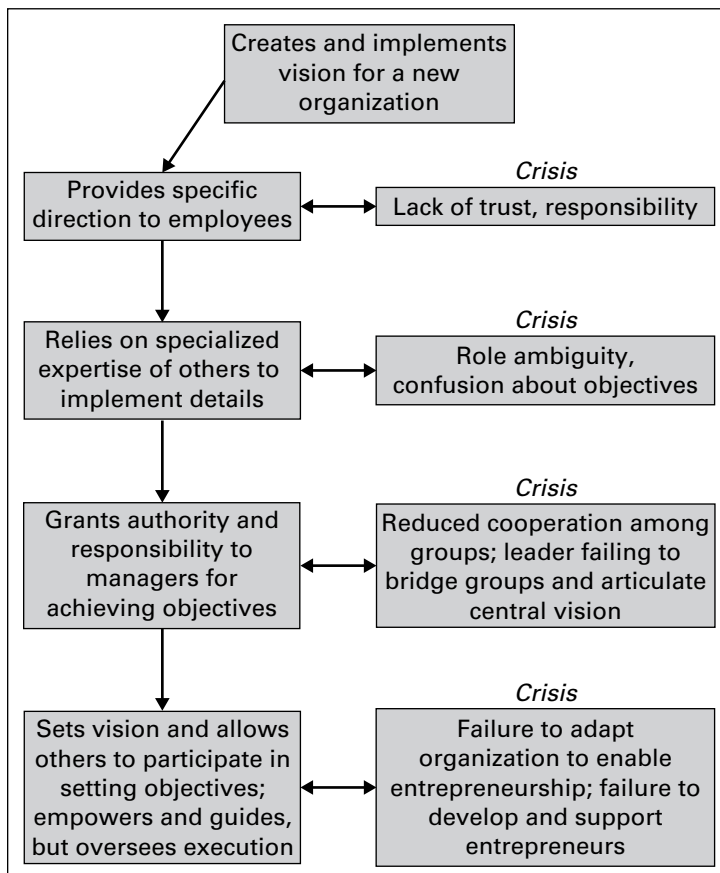 Creates and implements
vision for a new
organization
Provides specific
direction to employees
Crisis
Lack of trust, responsibility
Relies on specialized
expertise of others to
implement details
Crisis
Role ambiguity,
confusion about objectives
Grants authority and
responsibility to
managers for
achieving objectives
Crisis
Reduced cooperation among
groups; leader failing to
bridge groups and articulate
central vision
Sets vision and allows
others to participate in
setting objectives;
empowers and guides,
but oversees execution
Crisis
Failure to adapt
organization to enable
entrepreneurship; failure to
develop and support
entrepreneurs